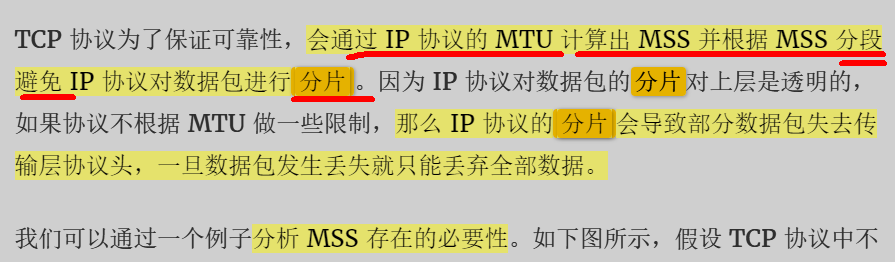 TCP 协议为了保证可靠性，会通过 IP 协议的 MTU 计算出 MSS 并根据 MSS 分段
避免 IP 协议对数据包进行分片。因为 IP 协议对数据包的分片对上层是透明的，
如果协议不根据 MTU 做一些限制，那么 IP 协议的分片会导致部分数据包失去传
输层协议头，一旦数据包发生丢失就只能丢弃全部数据。
我们可以通过一个例子分析 MSS 存在的必要性。如下图所示，假设 TCP 协议中不